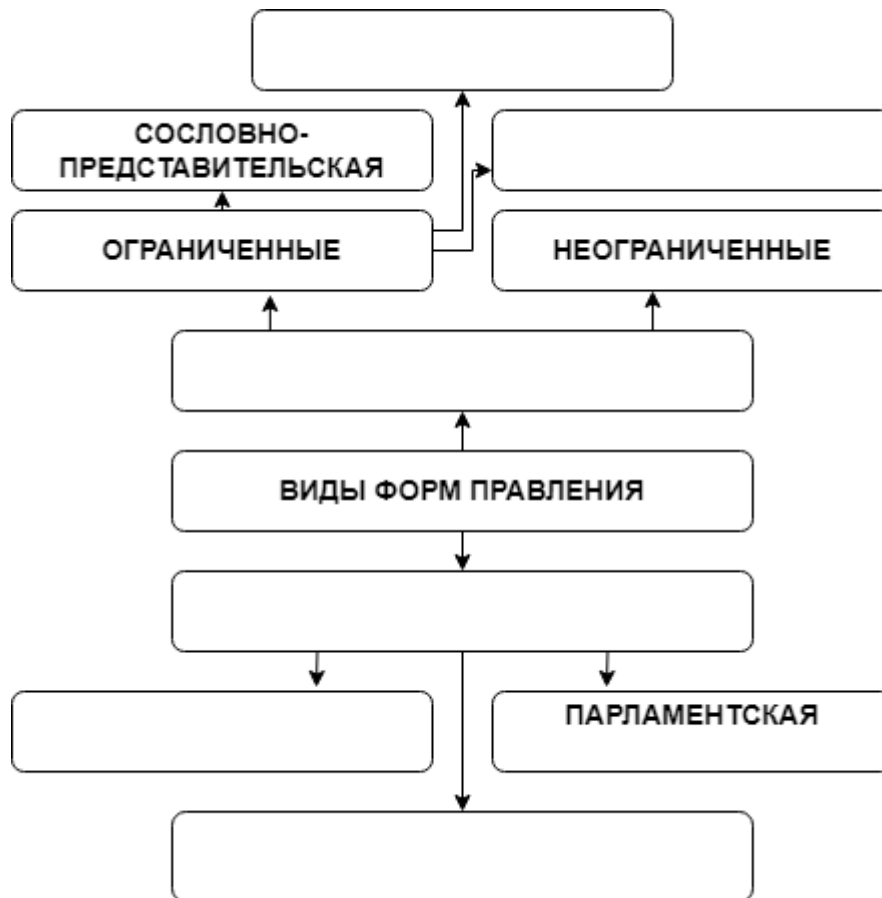 СОСЛОВНО-
ПРЕДСТАВИТЕЛЬСКАЯ
ОГРАНИЧЕННЫЕ
НЕОГРАНИЧЕННЫЕ
ВИДЫ ФОРМ ПРАВЛЕНИЯ
ПАРЛАМЕНТСКАЯ